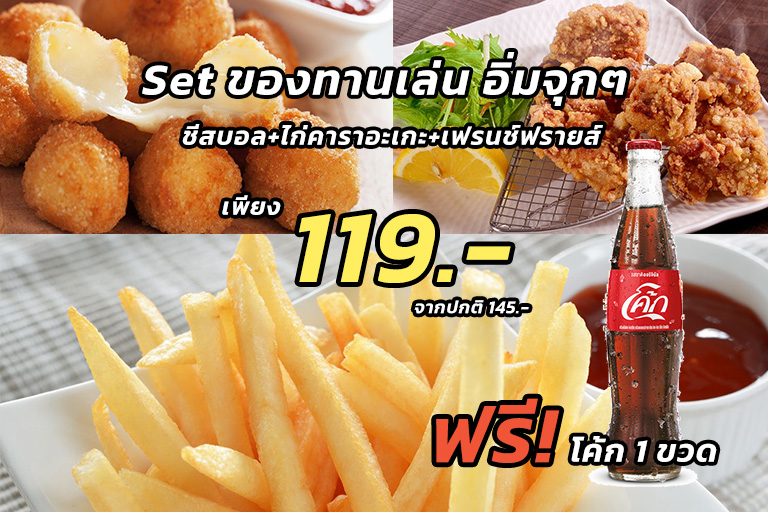 Set ของทานเล่น อิ่มจุกๆ
ชีสบอล+ไก่คาราอะเกะ+เฟรนช์ฟรายส์
เพียง
119.-
จากปกติ 145.-
โค้ก
ฟรี! โค้ก 1 ขวด